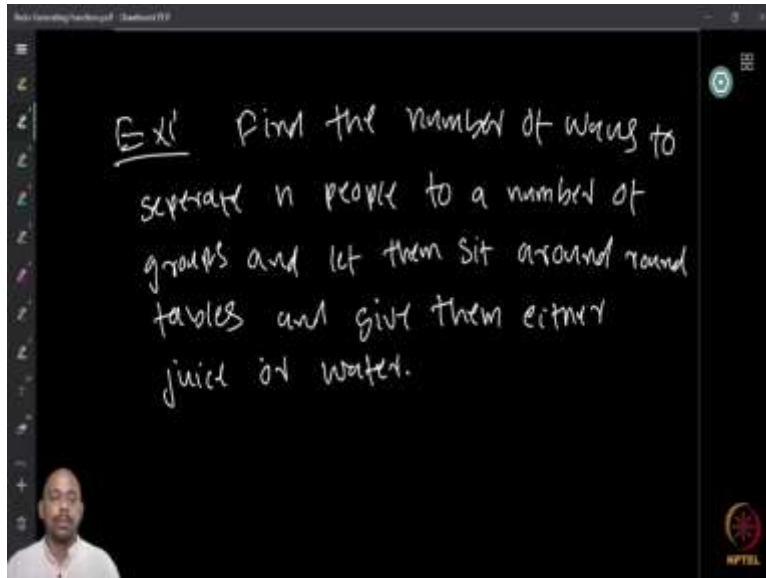 Ex! Find the number of ways to
seperate n people to a number of
groups and let them sit around round
tables and give them either
juice or water.
NPTEL